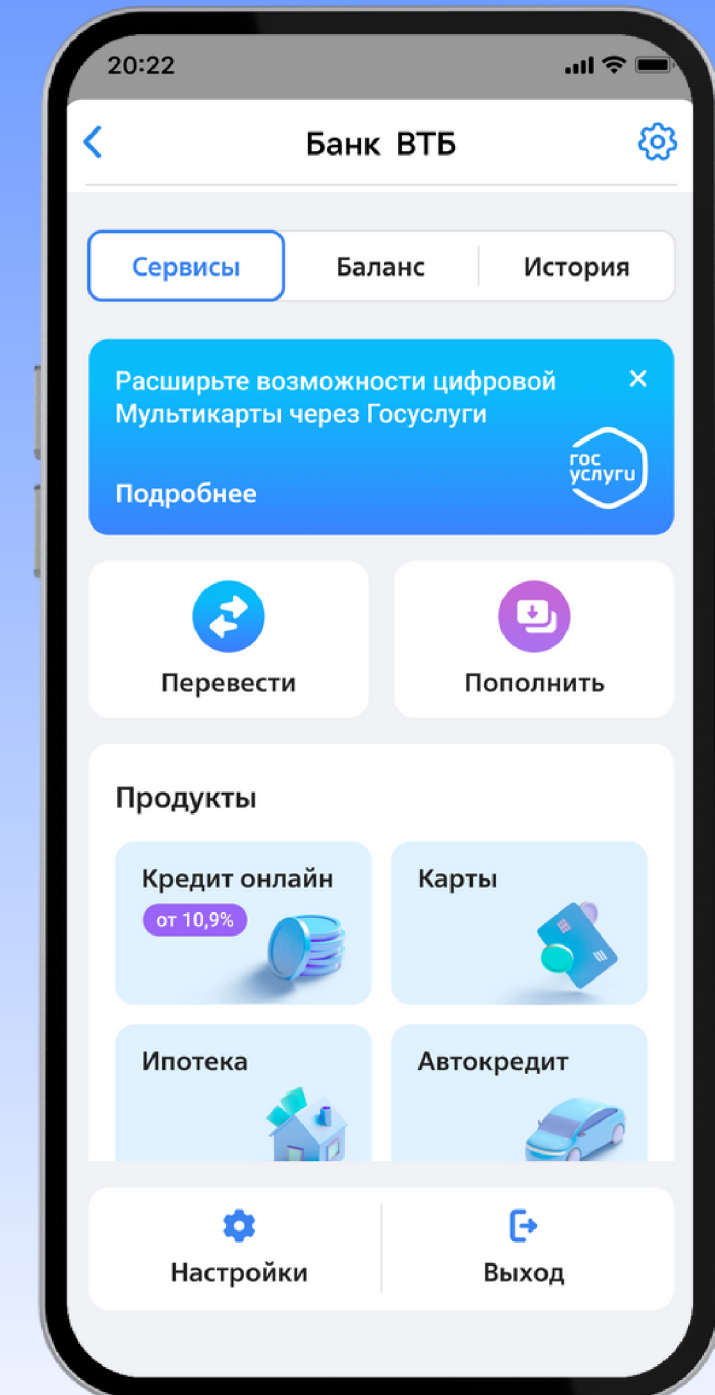 20:22
Банк ВТБ
Сервисы Баланс История
Расширьте возможности цифровой
Мультикарты через Госуслуги
гос
услуги
Подробнее
Перевести Пополнить
Продукты
Кредит онлайн Карты
от 10,9%
Ипотека Автокредит
Настройки Выход